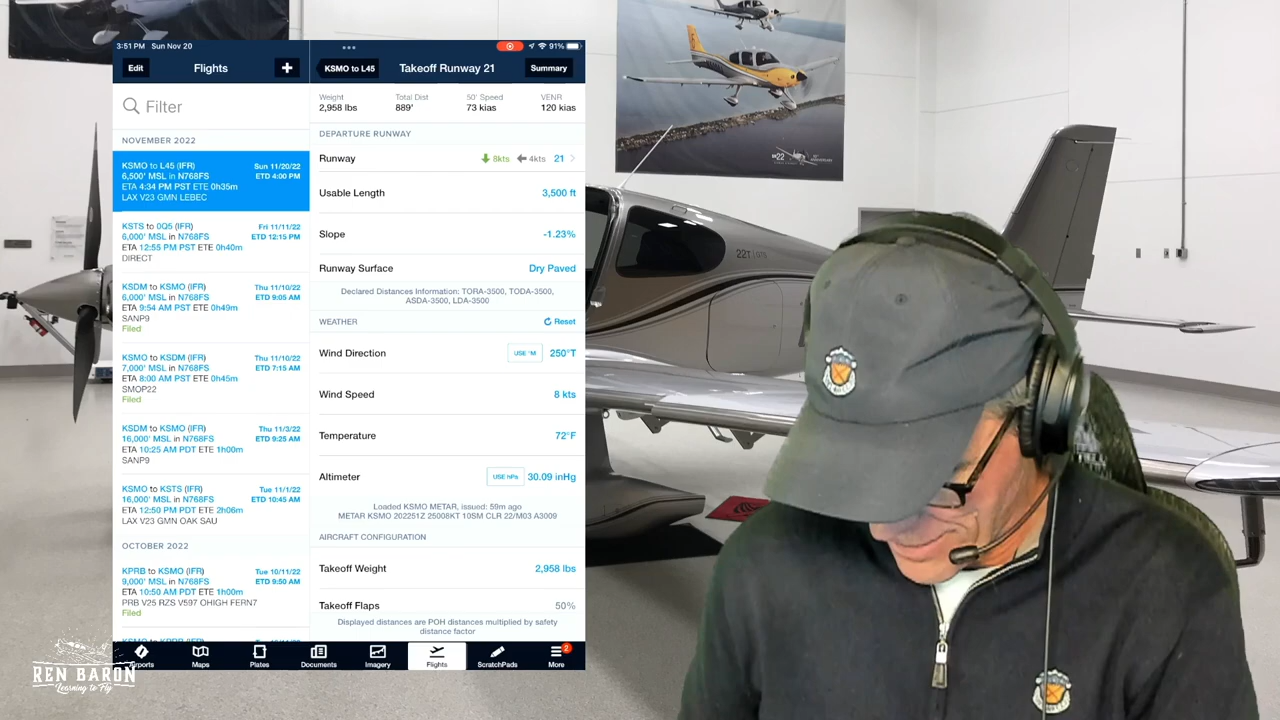 3:51 PM Sun Nov 20
91%
Edit
Flights
+
KSMO to L45
Takeoff Runway 21
Summary
Filter
NOVEMBER 2022
KSMO to L45 (IFR)
Sun 11/20/22
6,500' MSL in N768FS
ETD 4:00 PM
ETA 4:34 PM PST ETE 0h35m
LAX V23 GMN LEBEC
KSTS to 0Q5 (IFR)
Fri 11/11/22
6,000' MSL in N768FS
ETD 12:15 PM
ETA 12:55 PM PST ETE 0h40m
DIRECT
KSDM to KSMO (IFR)
Thu 11/10/22
6,000' MSL in N768FS
ETD 9:05 AM
ETA 9:54 AM PST ETE 0h49m
SANP9
Filed
KSMO to KSDM (IFR)
Thu 11/10/22
7,000' MSL in N768FS
ETD 7:15 AM
ETA 8:00 AM PST ETE 0h45m
SMOP22
Filed
KSDM to KSMO (IFR)
Thu 11/3/22
16,000' MSL in N768FS
ETD 9:25 AM
ETA 10:25 AM PDT ETE 1h00m
SANP9
KSMO to KSTS (IFR)
Tue 11/1/22
16,000' MSL in N768FS
ETD 10:45 AM
ETA 12:50 PM PDT ETE 2h06m
LAX V23 GMN OAK SAU
OCTOBER 2022
KPRB to KSMO (IFR)
Tue 10/11/22
9,000' MSL in N768FS
ETD 9:50 AM
ETA 10:50 AM PDT ETE 1h00m
PRB V25 RZS V597 OHIGH FERN7
Filed
Weight
Total Dist
50' Speed
VENR
2,958 lbs
889'
73 kias
120 kias
DEPARTURE RUNWAY
Runway
8kts
4kts
21
Usable Length
3,500 ft
Slope
-1.23%
Runway Surface
Dry Paved
Declared Distances Information: TORA-3500, TODA-3500,
ASDA-3500, LDA-3500
WEATHER
Reset
Wind Direction
USE °M
250°T
Wind Speed
8 kts
Temperature
72°F
Altimeter
USE hPa
30.09 inHg
Loaded KSMO METAR, issued: 59m ago
METAR KSMO 202251Z 25008KT 10SM CLR 22/M03 A3009
AIRCRAFT CONFIGURATION
Takeoff Weight
2,958 lbs
Takeoff Flaps
50%
Displayed distances are POH distances multiplied by safety
distance factor
Maps
Plates
Documents
Imagery
Flights
ScratchPads
2
More
REN BARON
Learning to Fly
22